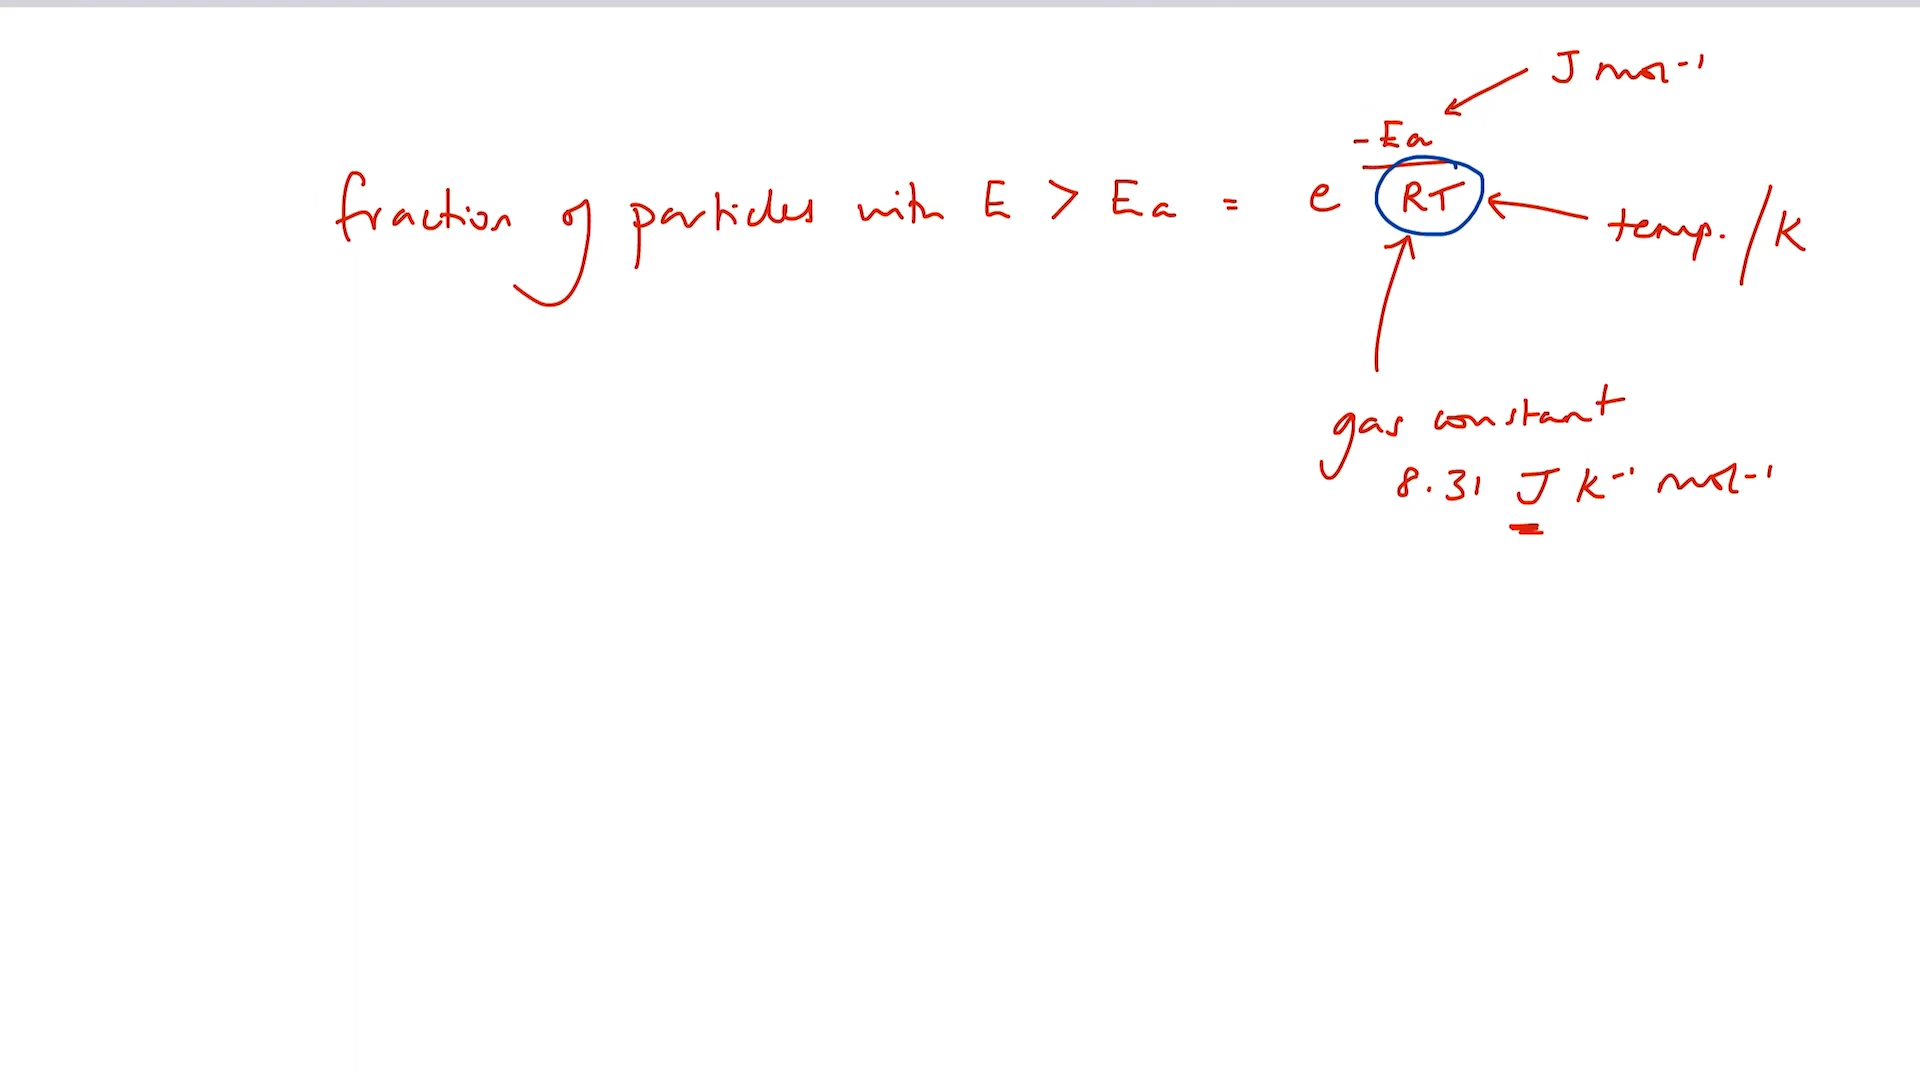 J mol⁻¹
fraction of particles with E > Ea = e -Ea/RT
temp. / K
gas constant
8.31 J K⁻¹ mol⁻¹